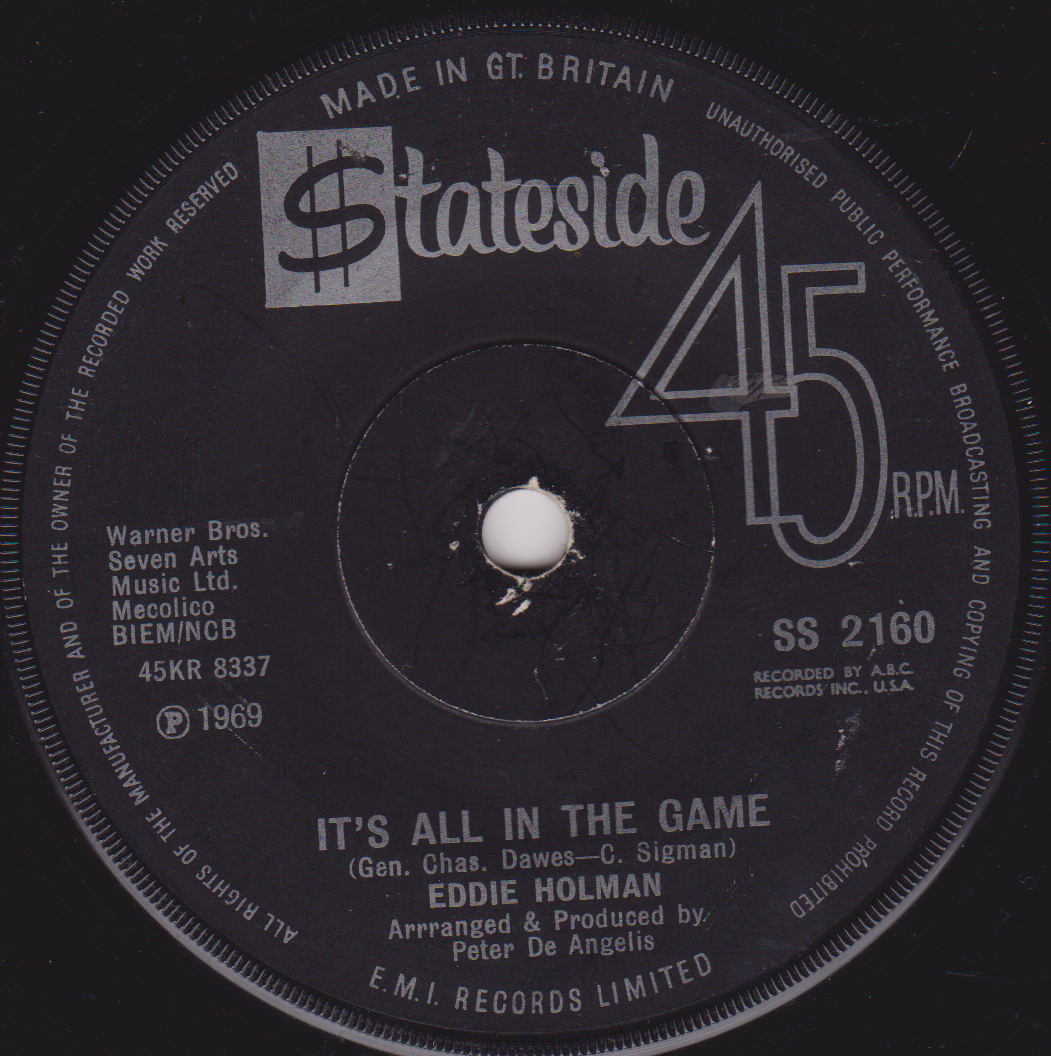 MADE IN GT. BRITAIN
$tateside
45
R.P.M.
UNAUTHORISED PUBLIC PERFORMANCE BROADCASTING AND COPYING OF THIS RECORD PROHIBITED
ALL RIGHTS OF THE MANUFACTURER AND OF THE OWNER OF THE RECORDED WORK RESERVED
Warner Bros.
Seven Arts
Music Ltd.
Mecolico
BIEM/NCB
45KR 8337
Ⓟ 1969
SS 2160
RECORDED BY A.B.C.
RECORDS INC., U.S.A.
IT'S ALL IN THE GAME
(Gen. Chas. Dawes—C. Sigman)
EDDIE HOLMAN
Arrranged & Produced by
Peter De Angelis
E.M.I. RECORDS LIMITED